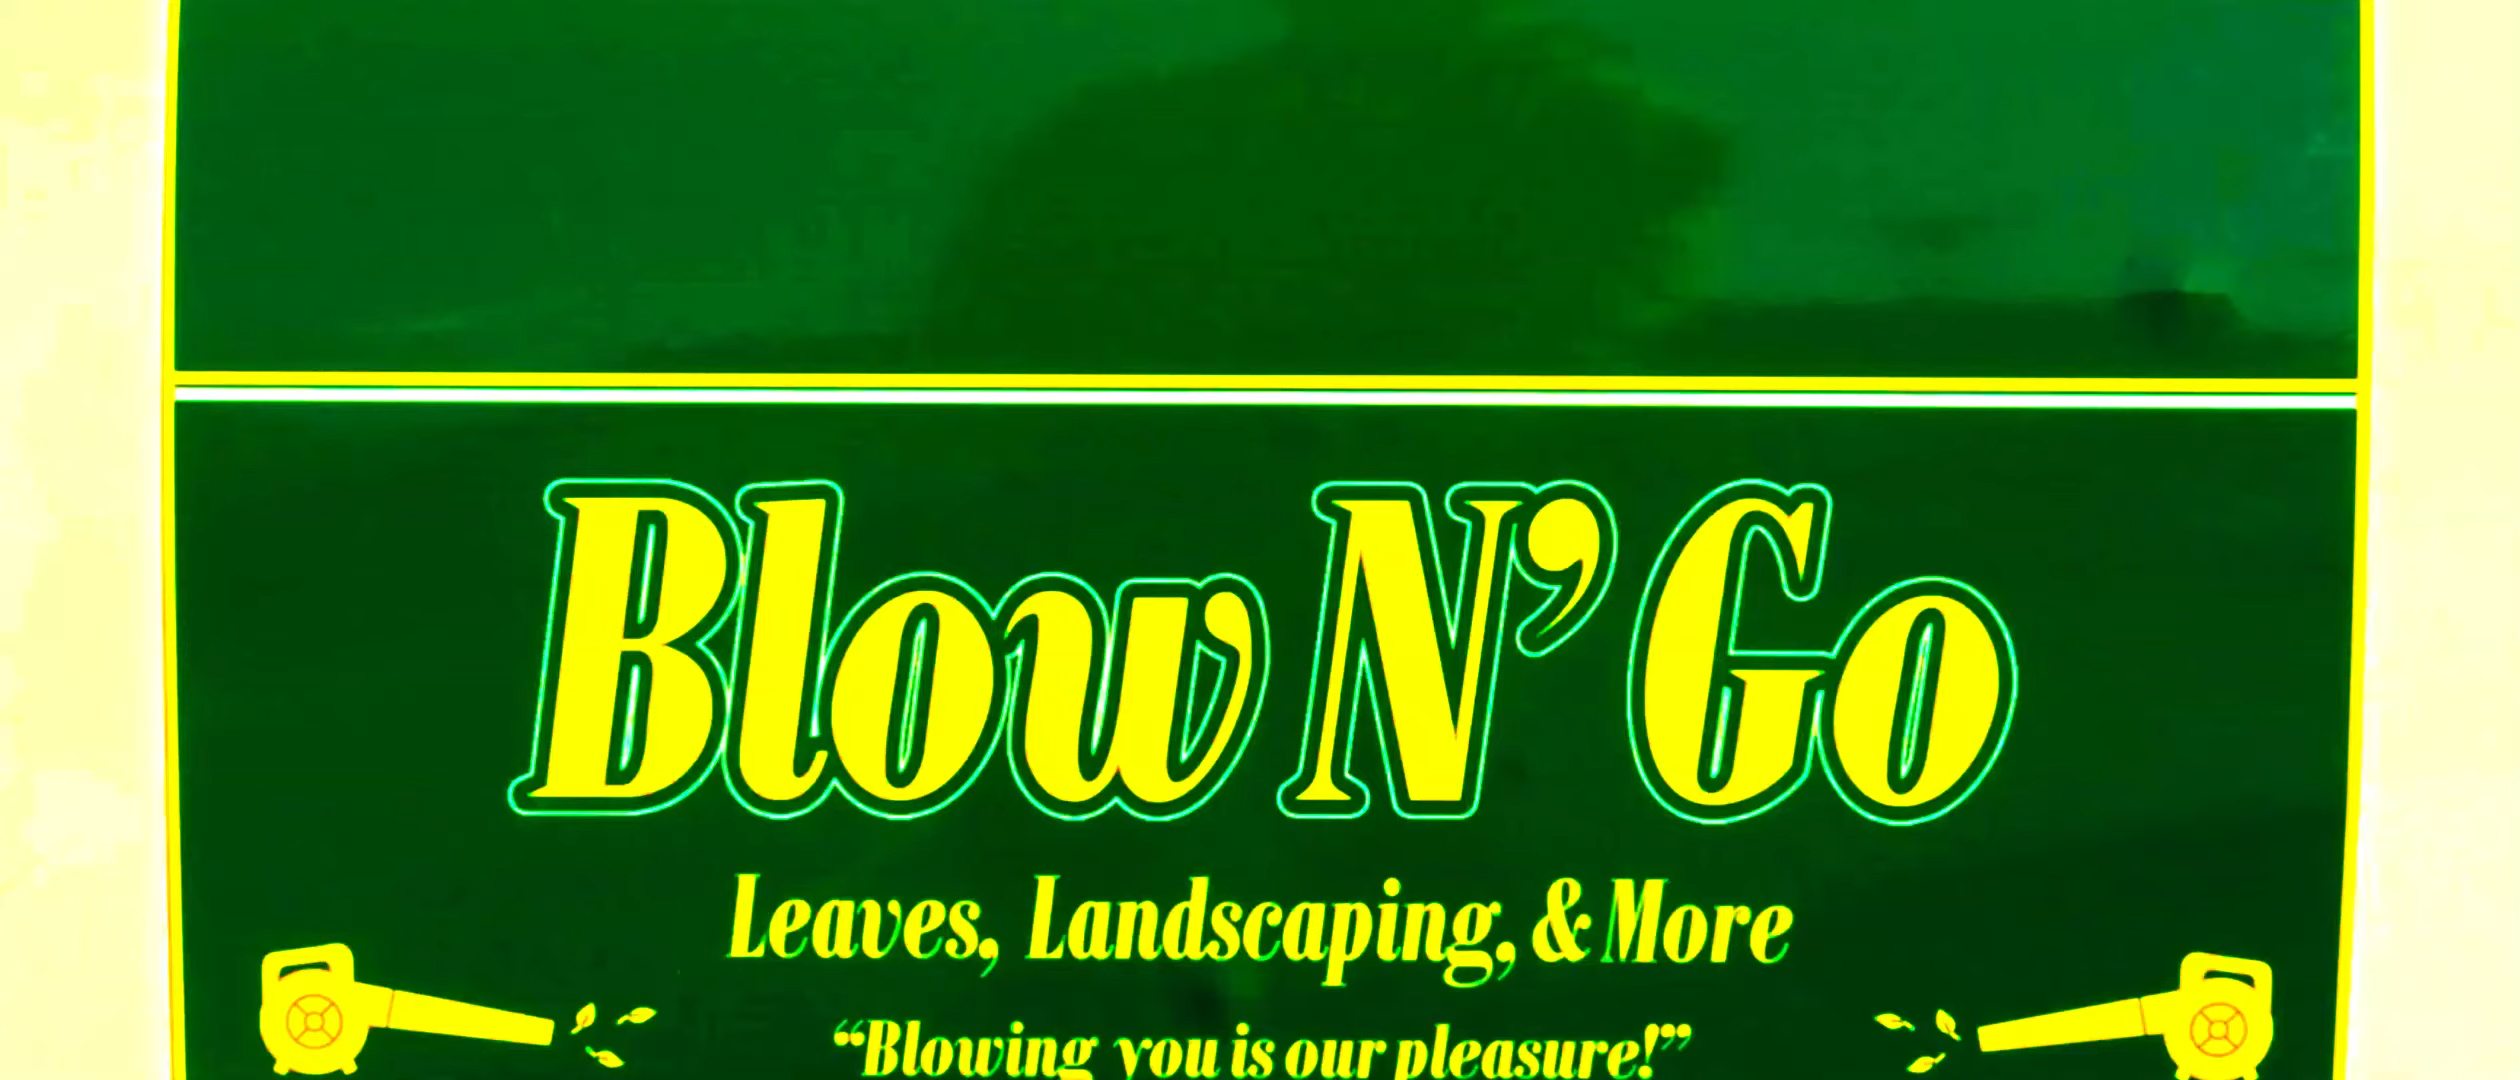 Blow N' Go
Leaves, Landscaping, & More
“Blowing you is our pleasure!”